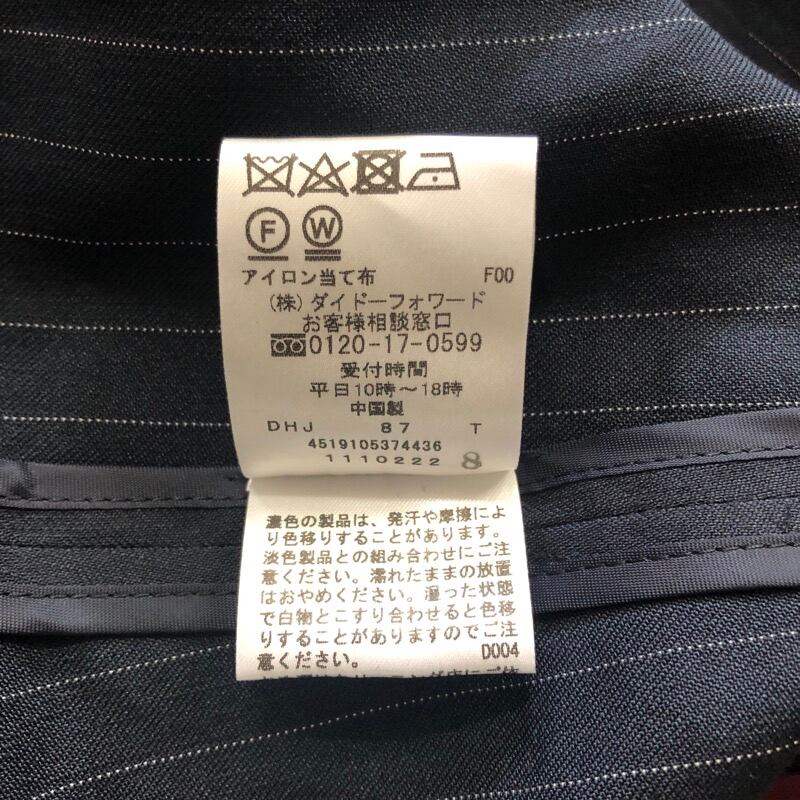 F W
アイロン当て布 F00
(株)ダイドーフォワード
お客様相談窓口
0120-17-0599
受付時間
平日10時〜18時
中国製
DHJ 87 T
4519105374436
1110222 8
濃色の製品は、発汗や摩擦によ
り色移りすることがあります。
淡色製品との組み合わせにご注
意ください。濡れたままの放置
はおやめください。湿った状態
で白物とこすり合わせると色移
りすることがありますのでご注
意ください。 D004